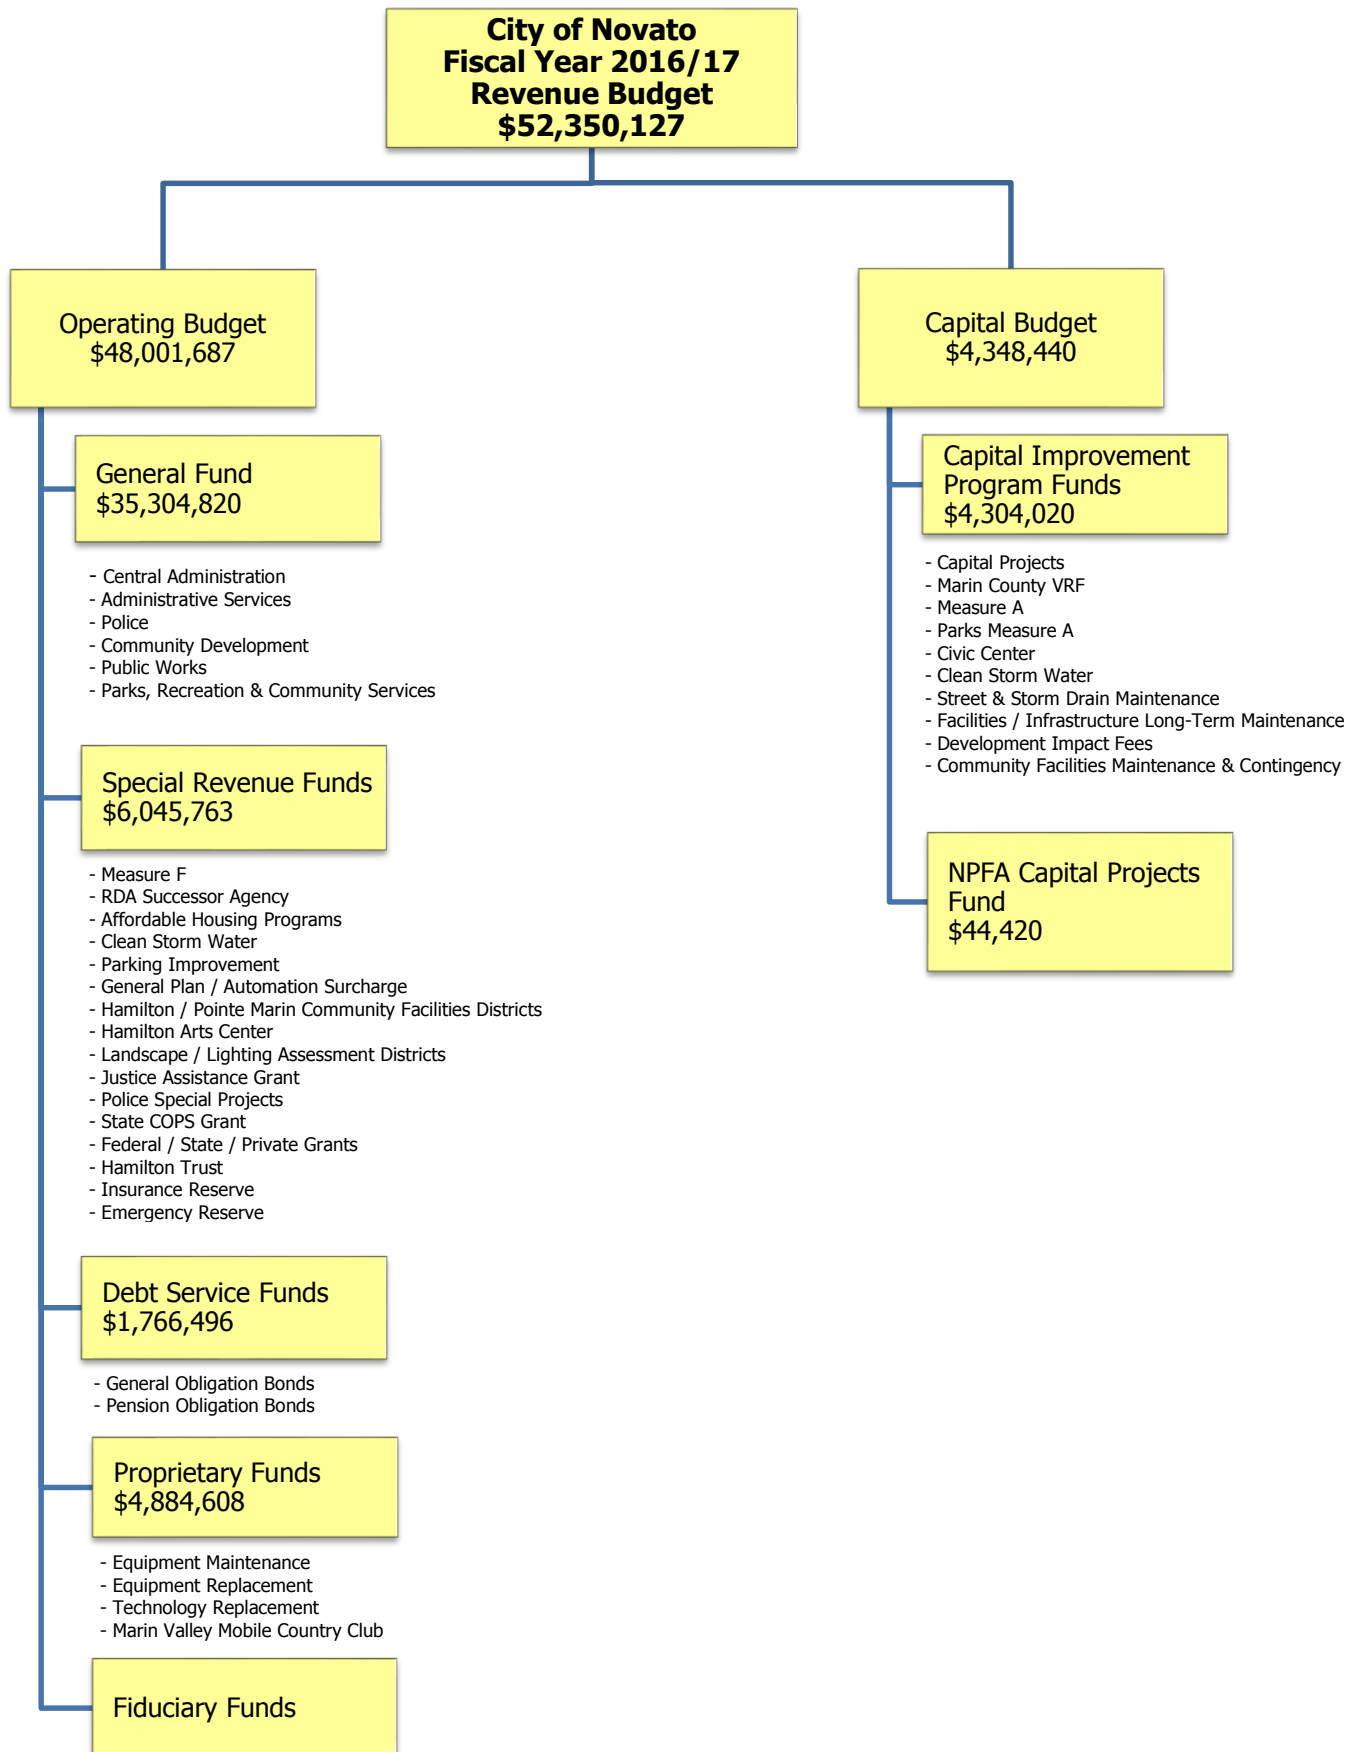 City of Novato
Fiscal Year 2016/17
Revenue Budget
$52,350,127
Operating Budget
$48,001,687
General Fund
$35,304,820
- Central Administration
- Administrative Services
- Police
- Community Development
- Public Works
- Parks, Recreation & Community Services
Special Revenue Funds
$6,045,763
- Measure F
- RDA Successor Agency
- Affordable Housing Programs
- Clean Storm Water
- Parking Improvement
- General Plan / Automation Surcharge
- Hamilton / Pointe Marin Community Facilities Districts
- Hamilton Arts Center
- Landscape / Lighting Assessment Districts
- Justice Assistance Grant
- Police Special Projects
- State COPS Grant
- Federal / State / Private Grants
- Hamilton Trust
- Insurance Reserve
- Emergency Reserve
Debt Service Funds
$1,766,496
- General Obligation Bonds
- Pension Obligation Bonds
Proprietary Funds
$4,884,608
- Equipment Maintenance
- Equipment Replacement
- Technology Replacement
- Marin Valley Mobile Country Club
Fiduciary Funds
Capital Budget
$4,348,440
Capital Improvement
Program Funds
$4,304,020
- Capital Projects
- Marin County VRF
- Measure A
- Parks Measure A
- Civic Center
- Clean Storm Water
- Street & Storm Drain Maintenance
- Facilities / Infrastructure Long-Term Maintenance
- Development Impact Fees
- Community Facilities Maintenance & Contingency
NPFA Capital Projects
Fund
$44,420